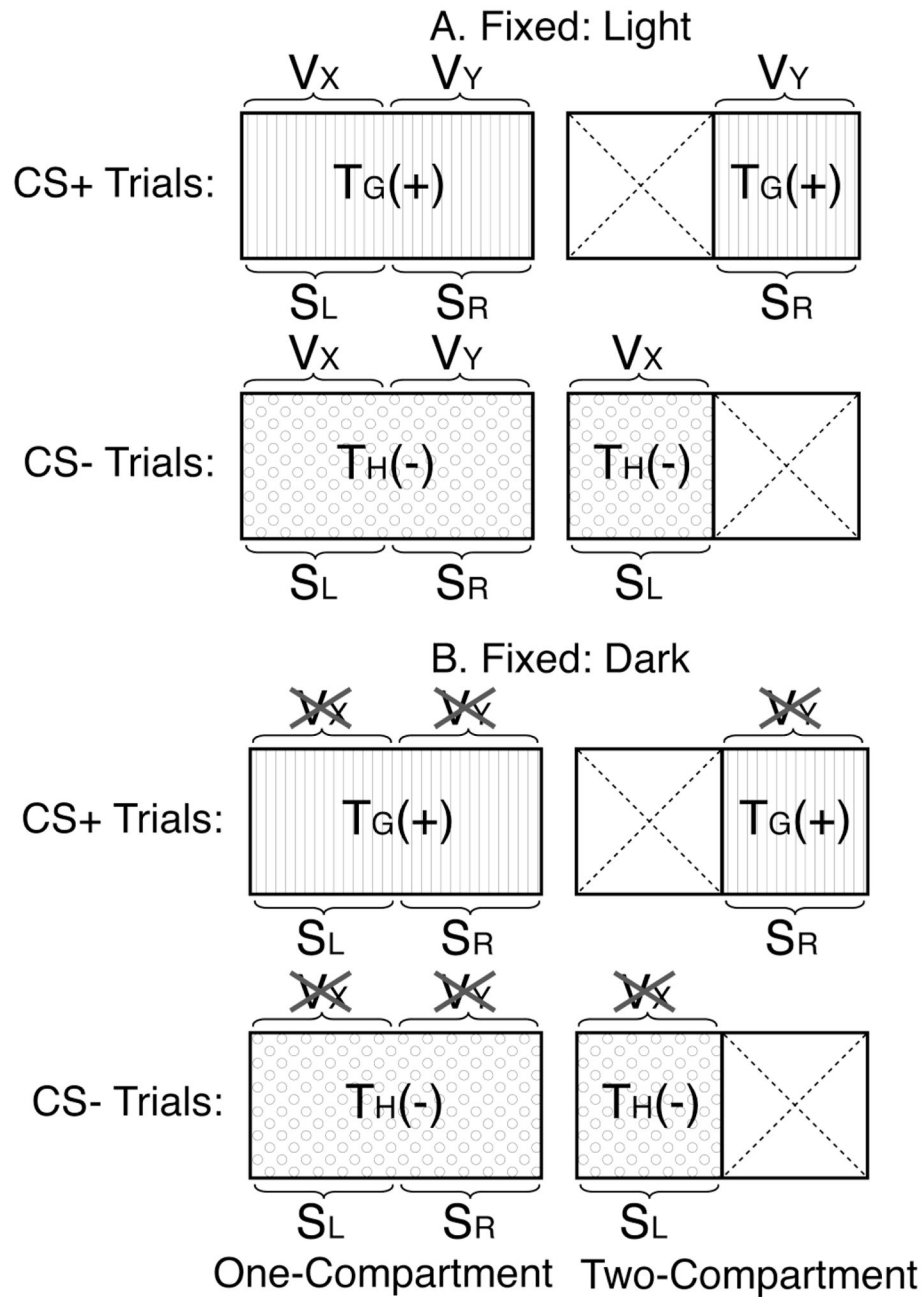 A. Fixed: Light
VX VY VY
CS+ Trials: TG(+) TG(+)
SL SR SR
VX VY VX
CS- Trials: TH(-) TH(-)
SL SR SL
B. Fixed: Dark
VX VY VY
CS+ Trials: TG(+) TG(+)
SL SR SR
VX VY VX
CS- Trials: TH(-) TH(-)
SL SR SL
One-Compartment Two-Compartment